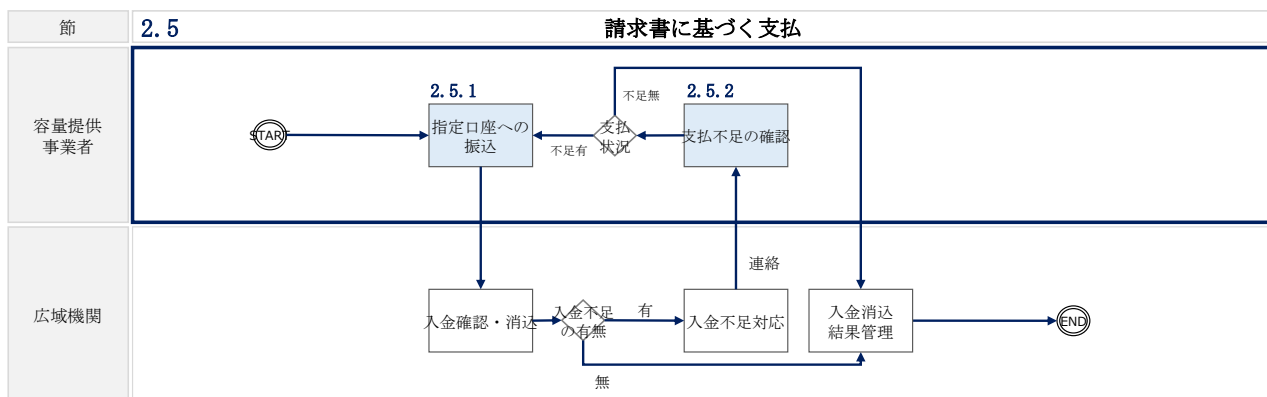 節
2.5
請求書に基づく支払
容量提供
事業者
START
2.5.1
指定口座への
振込
不足有
支払
状況
不足無
2.5.2
支払不足の確認
広域機関
入金確認・消込
入金不足
の有無
有
無
連絡
入金不足対応
入金消込
結果管理
END